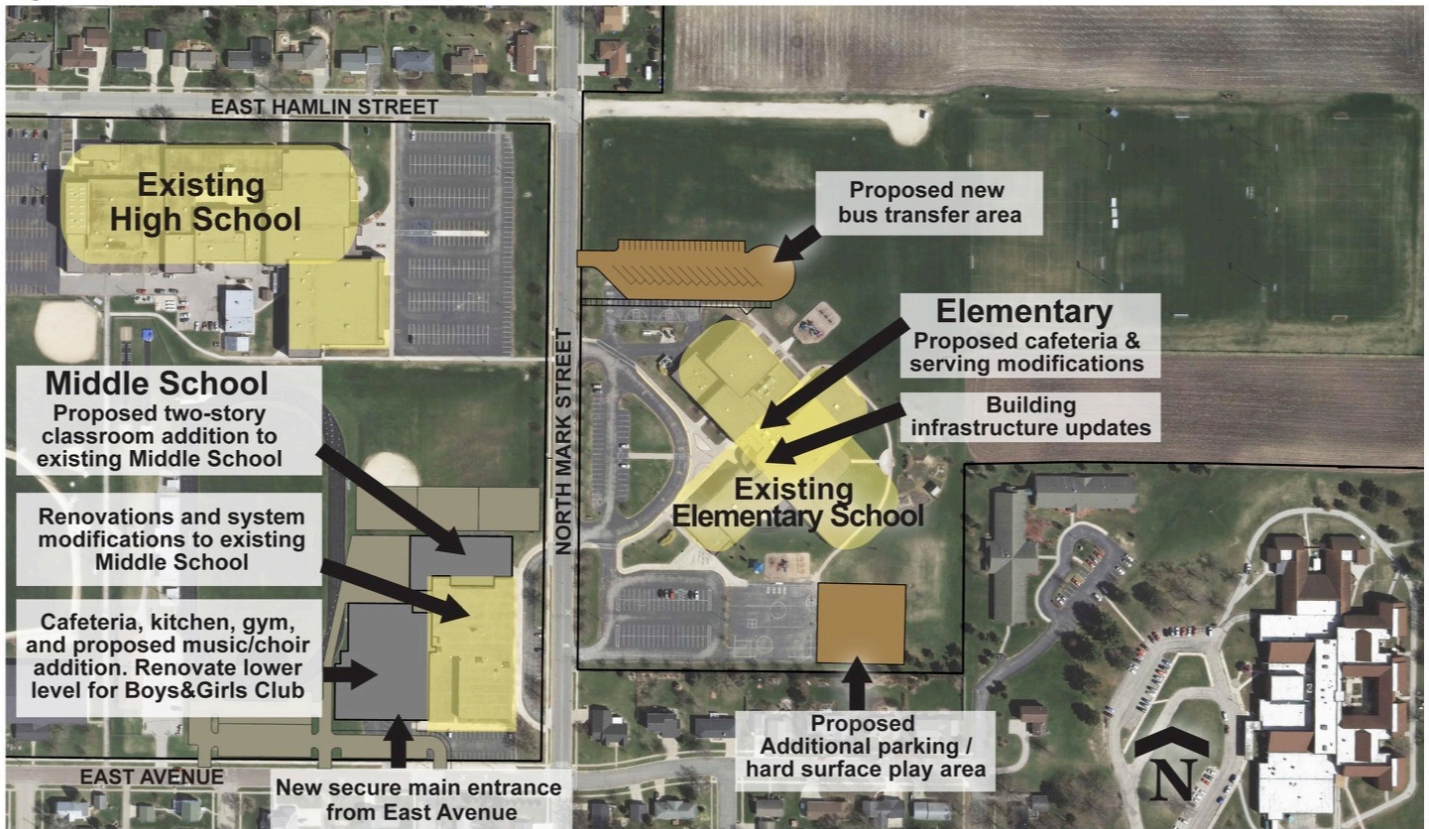 EAST HAMLIN STREET
Existing
High School
Proposed new
bus transfer area
Elementary
Proposed cafeteria &
serving modifications
Building
infrastructure updates
NORTH MARK STREET
Middle School
Proposed two-story
classroom addition to
existing Middle School
Existing
Elementary School
Renovations and system
modifications to existing
Middle School
Cafeteria, kitchen, gym,
and proposed music/choir
addition. Renovate lower
level for Boys&Girls Club
Proposed
Additional parking /
hard surface play area
EAST AVENUE
New secure main entrance
from East Avenue
N